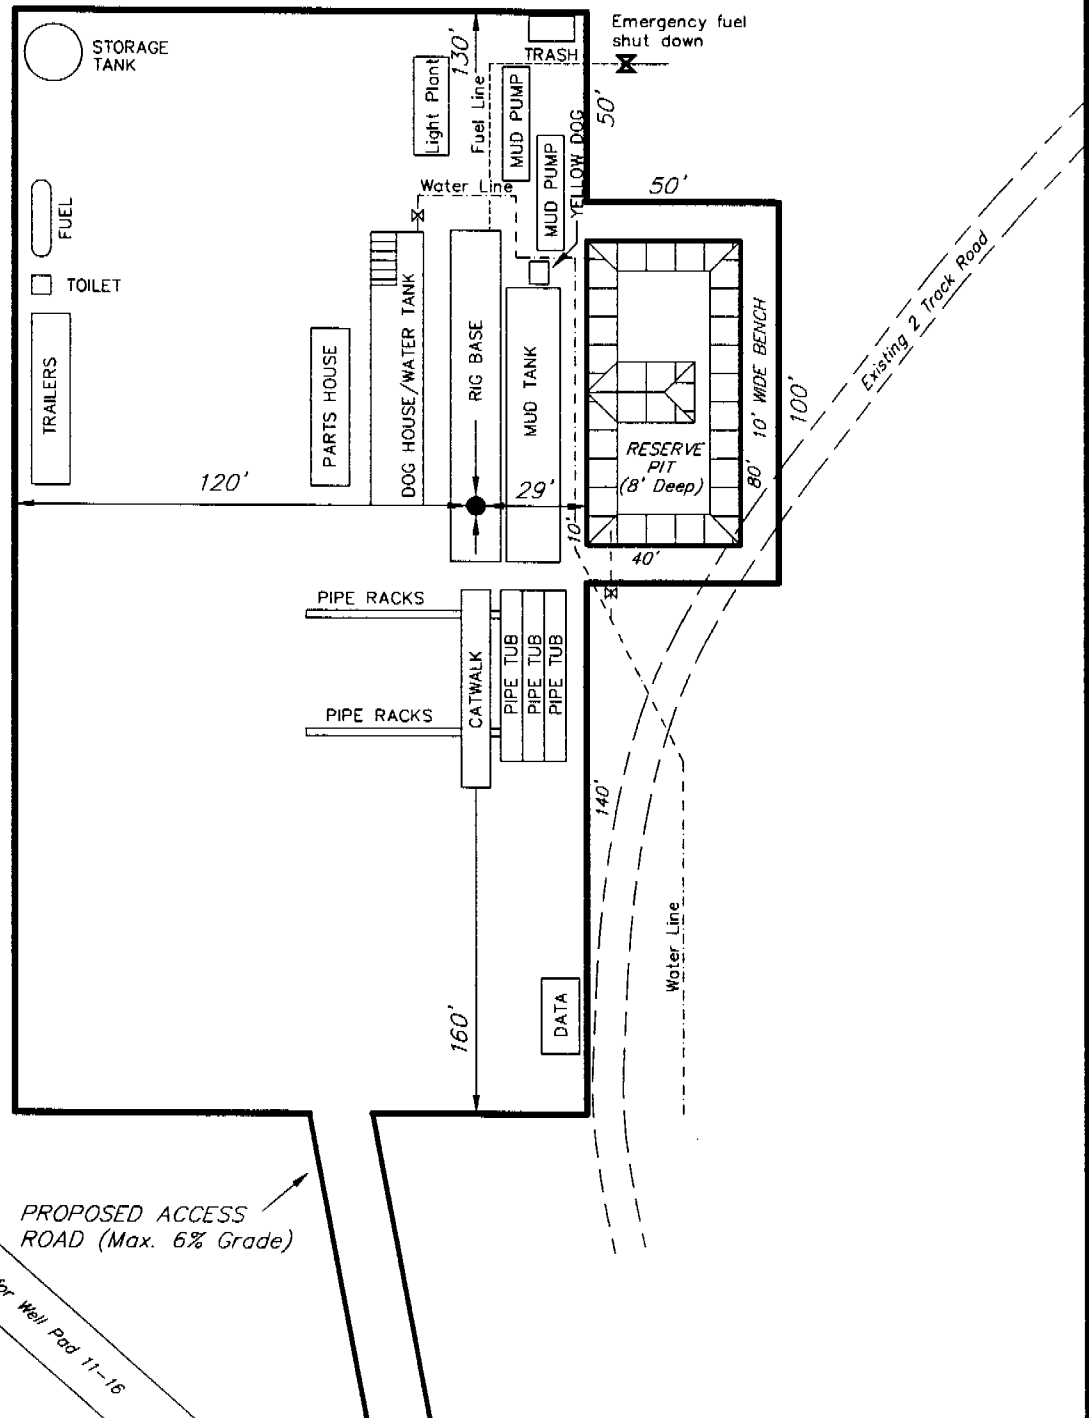 STORAGE
TANK
130'
TRASH
Emergency fuel
shut down
Light Plant
Fuel Line
MUD PUMP
MUD PUMP
YELLOW DOG
50'
Water Line
50'
FUEL
TOILET
TRAILERS
PARTS HOUSE
DOG HOUSE/WATER TANK
RIG BASE
MUD TANK
RESERVE
PIT
(8' Deep)
10' WIDE BENCH
100'
80'
Existing 2 Track Road
120'
29'
10'
40'
PIPE RACKS
CATWALK
PIPE TUB
PIPE TUB
PIPE TUB
PIPE RACKS
140'
Water Line
160'
DATA
PROPOSED ACCESS
ROAD (Max. 6% Grade)
for Well Pad 11-16